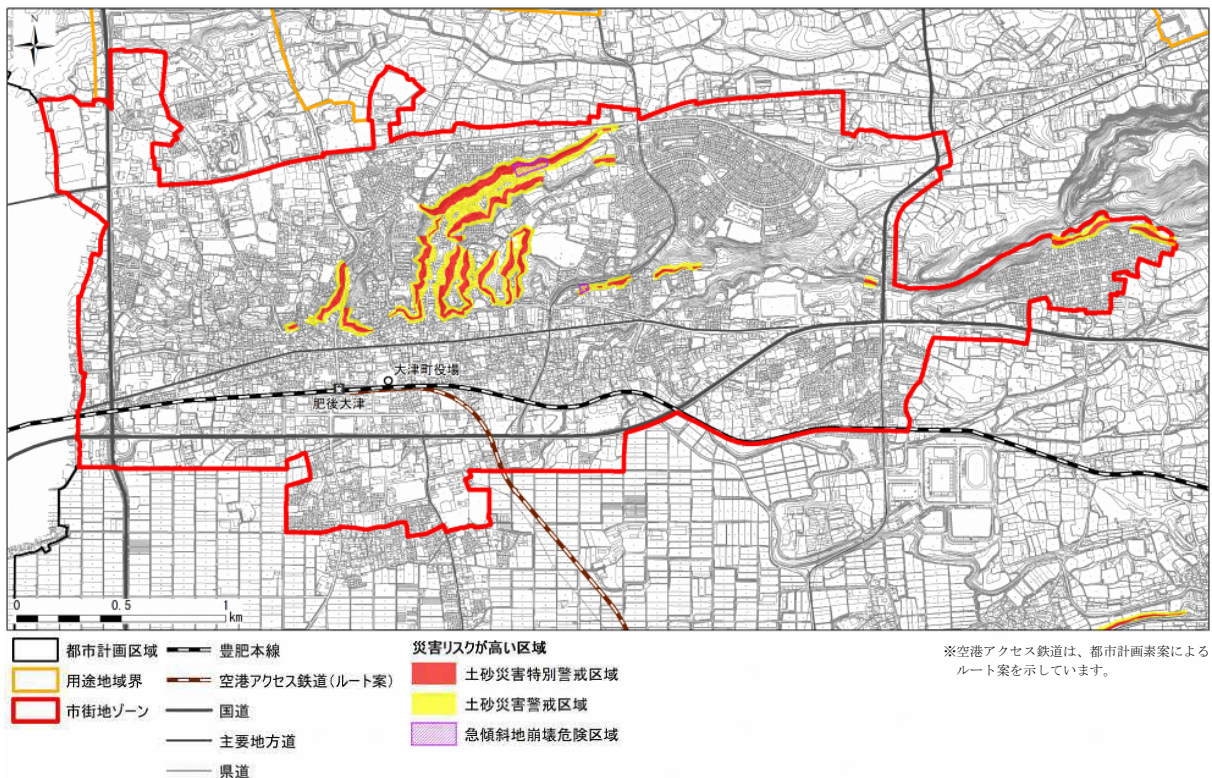 N
大津町役場
肥後大津
0 0.5 1
km
都市計画区域
用途地域界
市街地ゾーン
豊肥本線
空港アクセス鉄道(ルート案)
国道
主要地方道
県道
災害リスクが高い区域
土砂災害特別警戒区域
土砂災害警戒区域
急傾斜地崩壊危険区域
※空港アクセス鉄道は、都市計画素案による
ルート案を示しています。